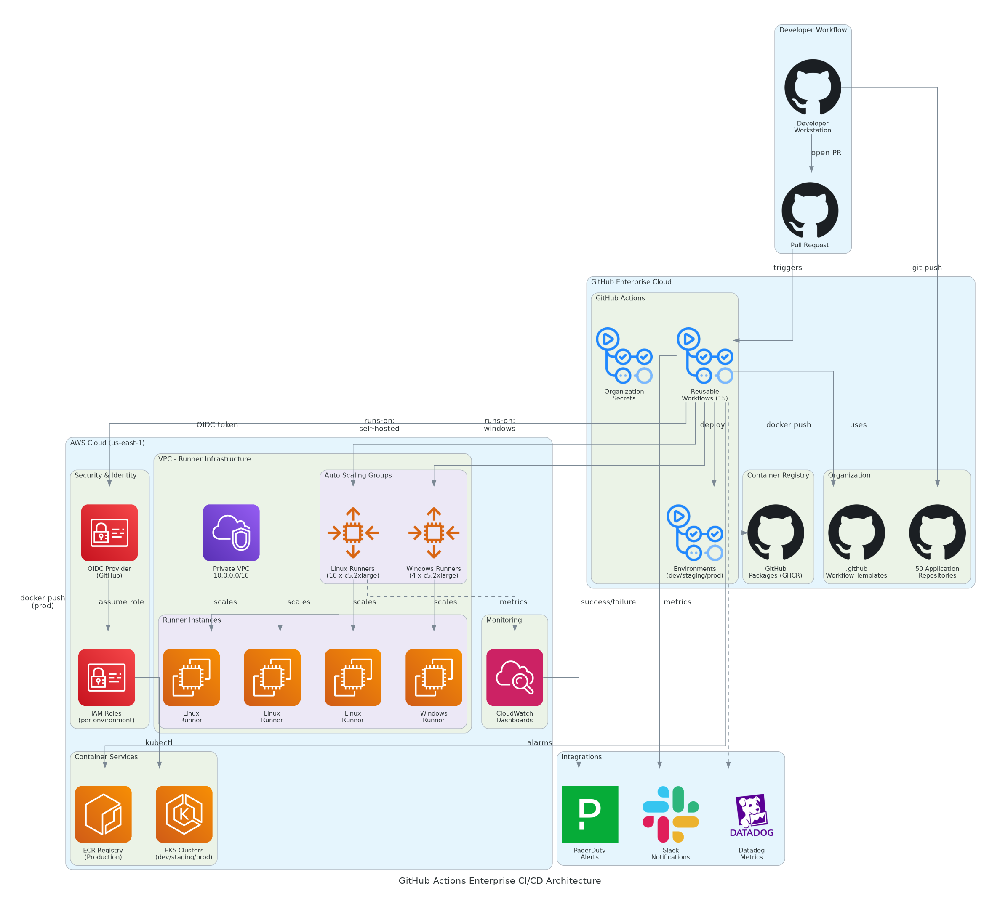 Developer Workflow
Developer
Workstation
open PR
Pull Request
triggers
git push
GitHub Enterprise Cloud
GitHub Actions
Organization
Secrets
Reusable
Workflows (15)
OIDC token
runs-on:
self-hosted
runs-on:
windows
deploy
docker push
uses
AWS Cloud (us-east-1)
VPC - Runner Infrastructure
Security & Identity
Auto Scaling Groups
Container Registry
Organization
OIDC Provider
(GitHub)
Private VPC
10.0.0.0/16
Linux Runners
(16 x c5.2xlarge)
Windows Runners
(4 x c5.2xlarge)
Environments
(dev/staging/prod)
GitHub
Packages (GHCR)
.github
Workflow Templates
50 Application
Repositories
docker push
(prod)
assume role
scales
scales
scales
scales
metrics
success/failure
metrics
Runner Instances
Monitoring
IAM Roles
(per environment)
Linux
Runner
Linux
Runner
Linux
Runner
Windows
Runner
CloudWatch
Dashboards
kubectl
alarms
Container Services
Integrations
K
P
DATADOG
ECR Registry
(Production)
EKS Clusters
(dev/staging/prod)
PagerDuty
Alerts
Slack
Notifications
Datadog
Metrics
GitHub Actions Enterprise CI/CD Architecture